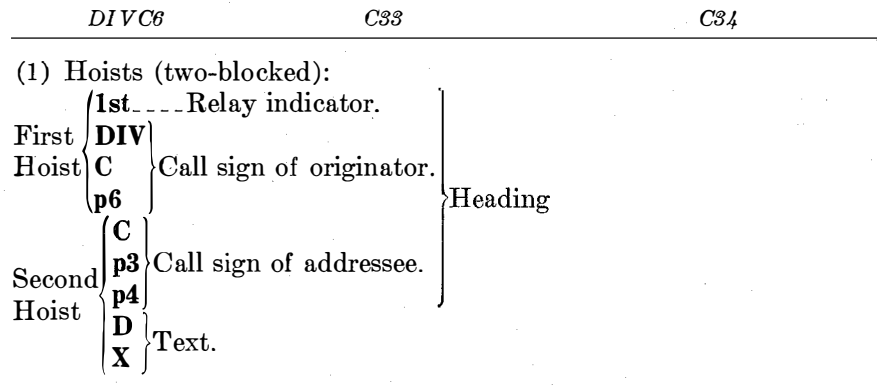 DIVC6 C33 C34
(1) Hoists (two-blocked):
1st----Relay indicator.
First DIV
Hoist C Call sign of originator.
p6
Heading
C
p3 Call sign of addressee.
Second p4
Hoist D
X Text.